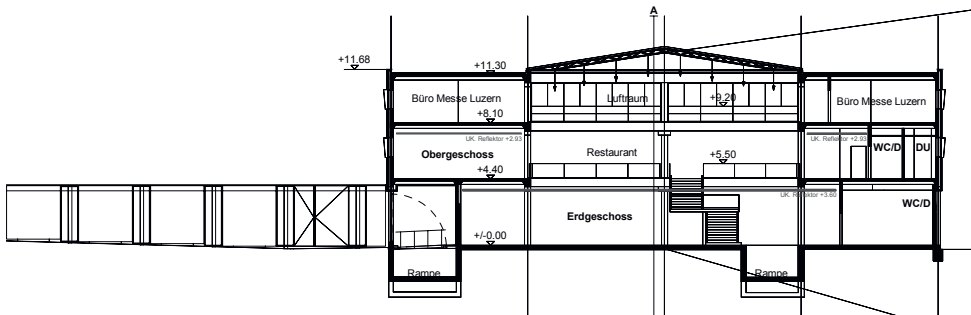 A
+11.68
+11.30
Büro Messe Luzern
Luftraum
+9.20
Büro Messe Luzern
+8.10
UK. Reflektor +2.93
UK. Reflektor +2.93
Obergeschoss
Restaurant
+5.50
WC/D
DU
+4.40
UK. Reflektor +3.60
WC/D
Erdgeschoss
+/-0.00
Rampe
Rampe